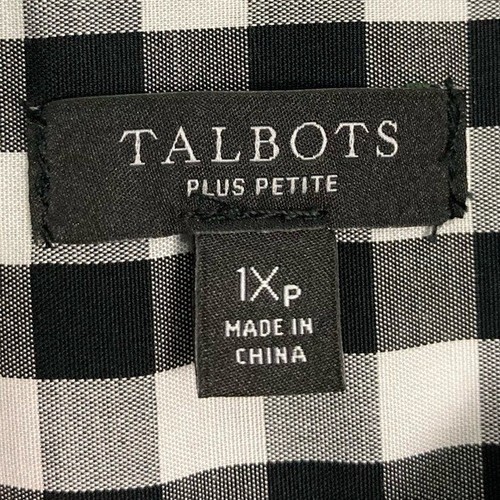 TALBOTS
PLUS PETITE
1XP
MADE IN
CHINA